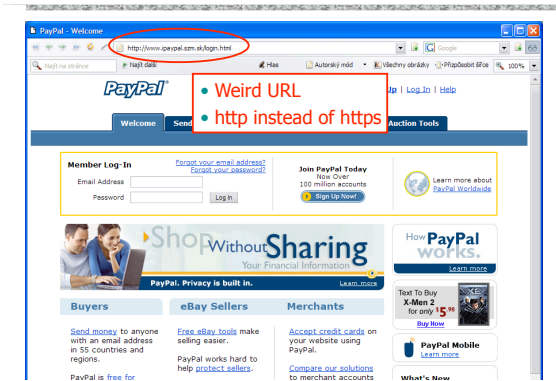 PayPal - Welcome
http://www.ipaypal.szm.sk/login.html
Google
Najít na stránce
Najít další
Hlas
Autorský mód
Všechny obrázky
Přizpůsobit šířce
100%
PayPal
Up | Log In | Help
• Weird URL
• http instead of https
Welcome
Send
Auction Tools
Member Log-In
Forgot your email address?
Forgot your password?
Email Address
Password
Log In
Join PayPal Today
Now Over
100 million accounts
Sign Up Now!
Learn more about
PayPal Worldwide
Shop Without Sharing
Your Financial Information
PayPal. Privacy is built in.
Learn more
How PayPal
works.
Learn more
Buyers
Send money to anyone
with an email address
in 55 countries and
regions.
PayPal is free for
eBay Sellers
Free eBay tools make
selling easier.
PayPal works hard to
help protect sellers.
Merchants
Accept credit cards on
your website using
PayPal.
Compare our solutions
to merchant accounts
Text To Buy
X-Men 2
for only $5.98
Buy Now
PayPal Mobile
Learn more
What's New